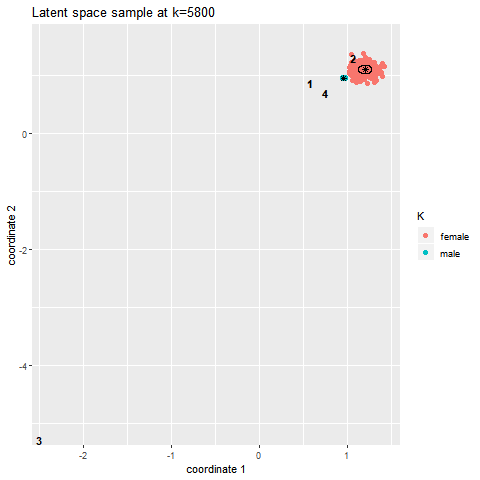 Latent space sample at k=5800
2
1
4
3
0
-2
-4
-2
-1
0
1
coordinate 1
coordinate 2
K
female
male